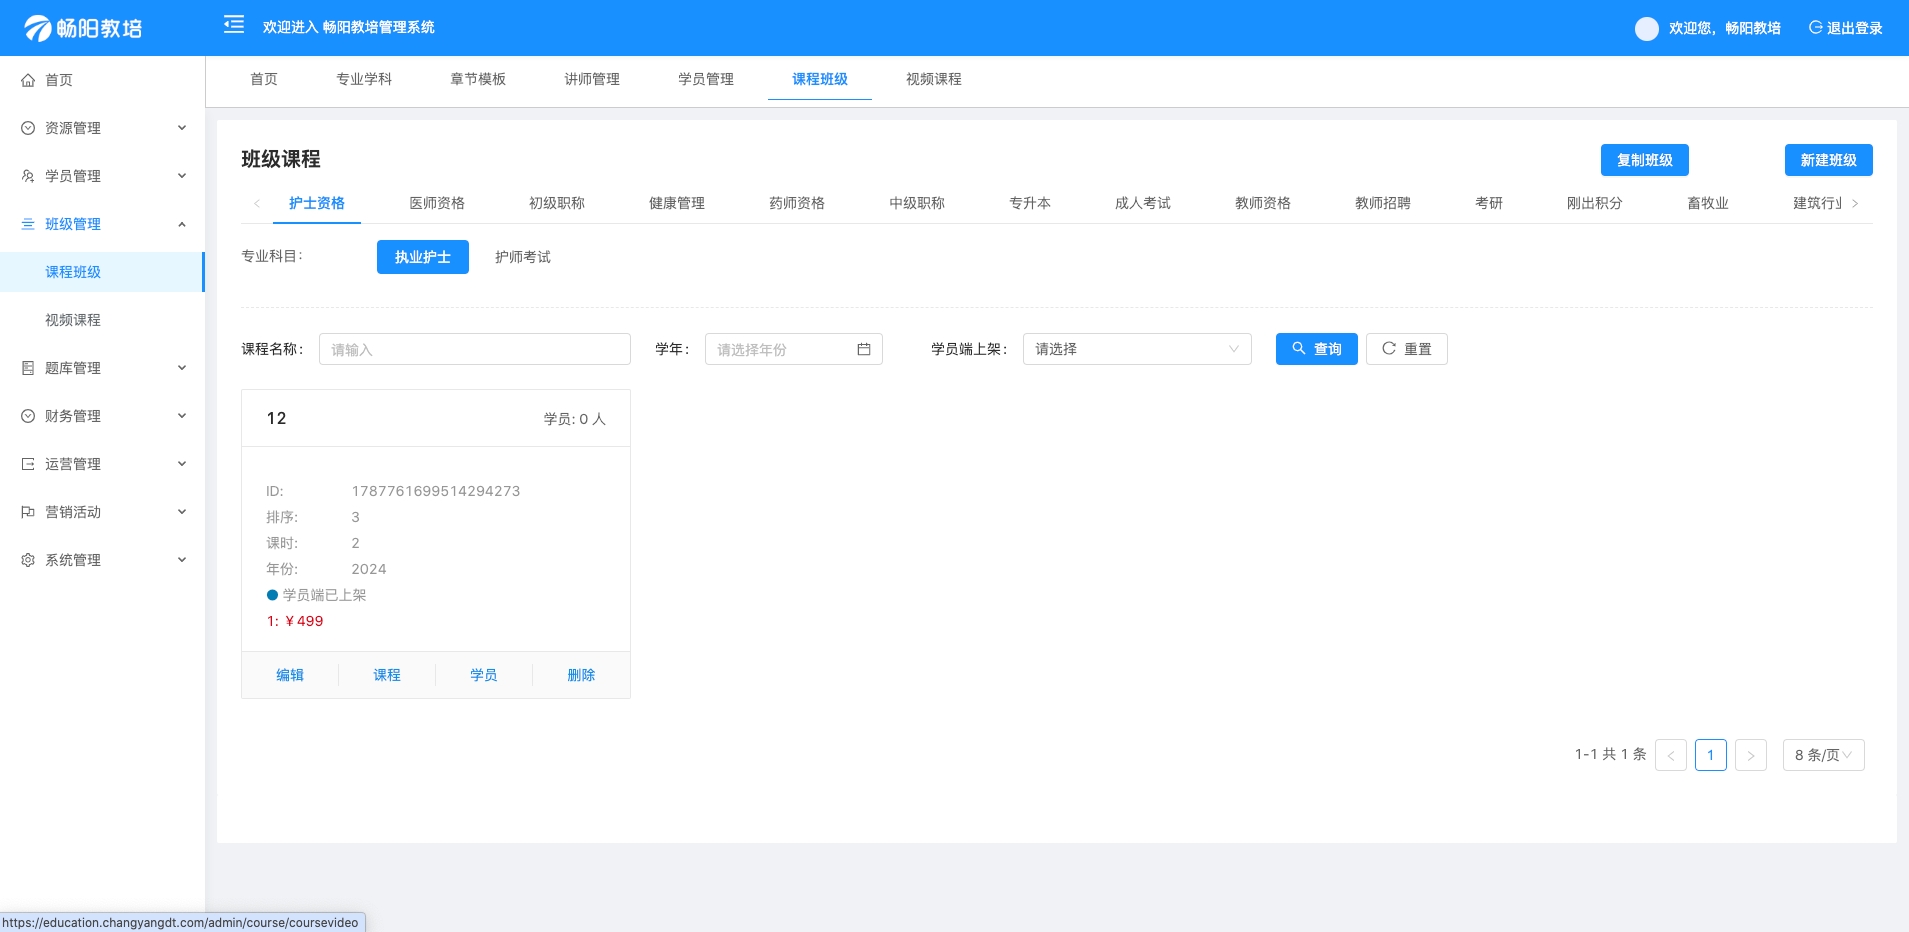 畅阳教培
欢迎进入 畅阳教培管理系统
欢迎您，畅阳教培
退出登录
首页
资源管理
学员管理
班级管理
课程班级
视频课程
题库管理
财务管理
运营管理
营销活动
系统管理
首页 专业学科 章节模板 讲师管理 学员管理 课程班级 视频课程
班级课程
复制班级 新建班级
护士资格 医师资格 初级职称 健康管理 药师资格 中级职称 专升本 成人考试 教师资格 教师招聘 考研 刚出积分 畜牧业 建筑行业
专业科目： 执业护士 护师考试
课程名称： 请输入 学年： 请选择年份 学员端上架： 请选择 查询 重置
12 学员: 0 人
ID: 1787761699514294273
排序: 3
课时: 2
年份: 2024
学员端已上架
1: ￥499
编辑 课程 学员 删除
1-1 共 1 条 1 8 条/页
https://education.changyangdt.com/admin/course/coursevideo